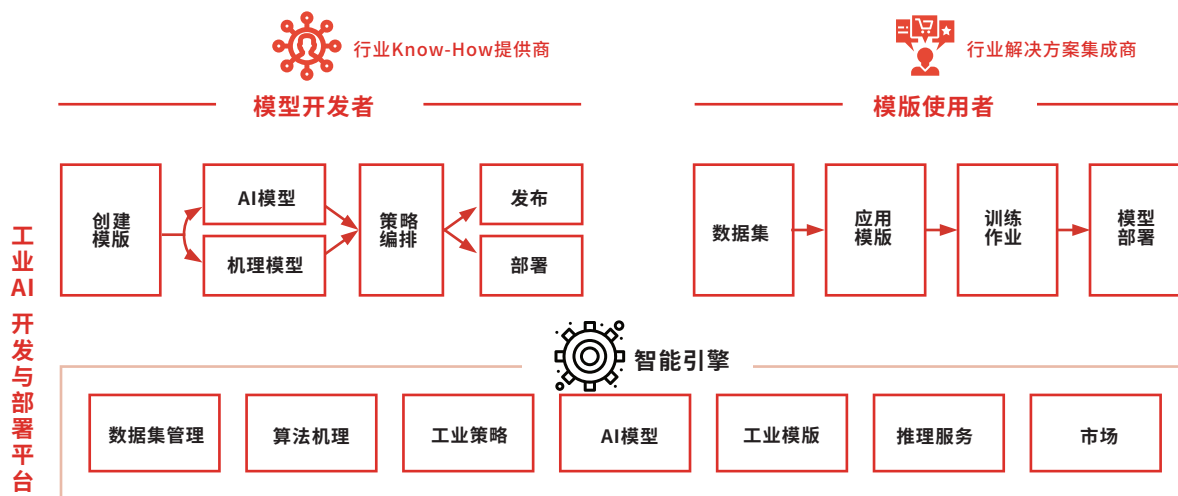 行业Know-How提供商
模型开发者
创建
模版
AI模型
机理模型
策略
编排
发布
部署
行业解决方案集成商
模版使用者
数据集
应用
模版
训练
作业
模型
部署
工业AI开发与部署平台
智能引擎
数据集管理
算法机理
工业策略
AI模型
工业模版
推理服务
市场